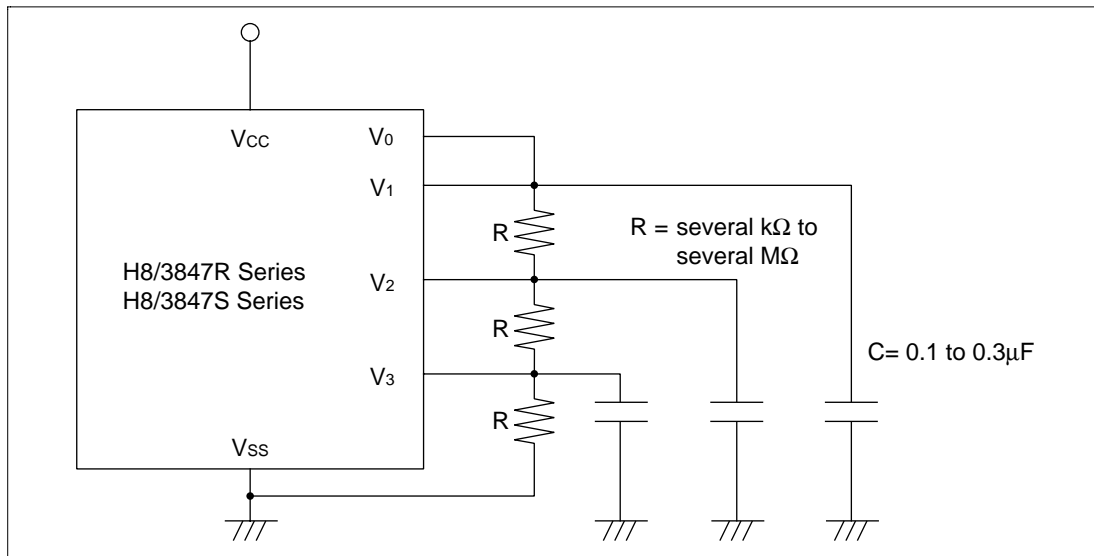 VCC
V0
V1
R
R = several kΩ to
several MΩ
H8/3847R Series
H8/3847S Series
V2
R
C= 0.1 to 0.3μF
V3
R
VSS